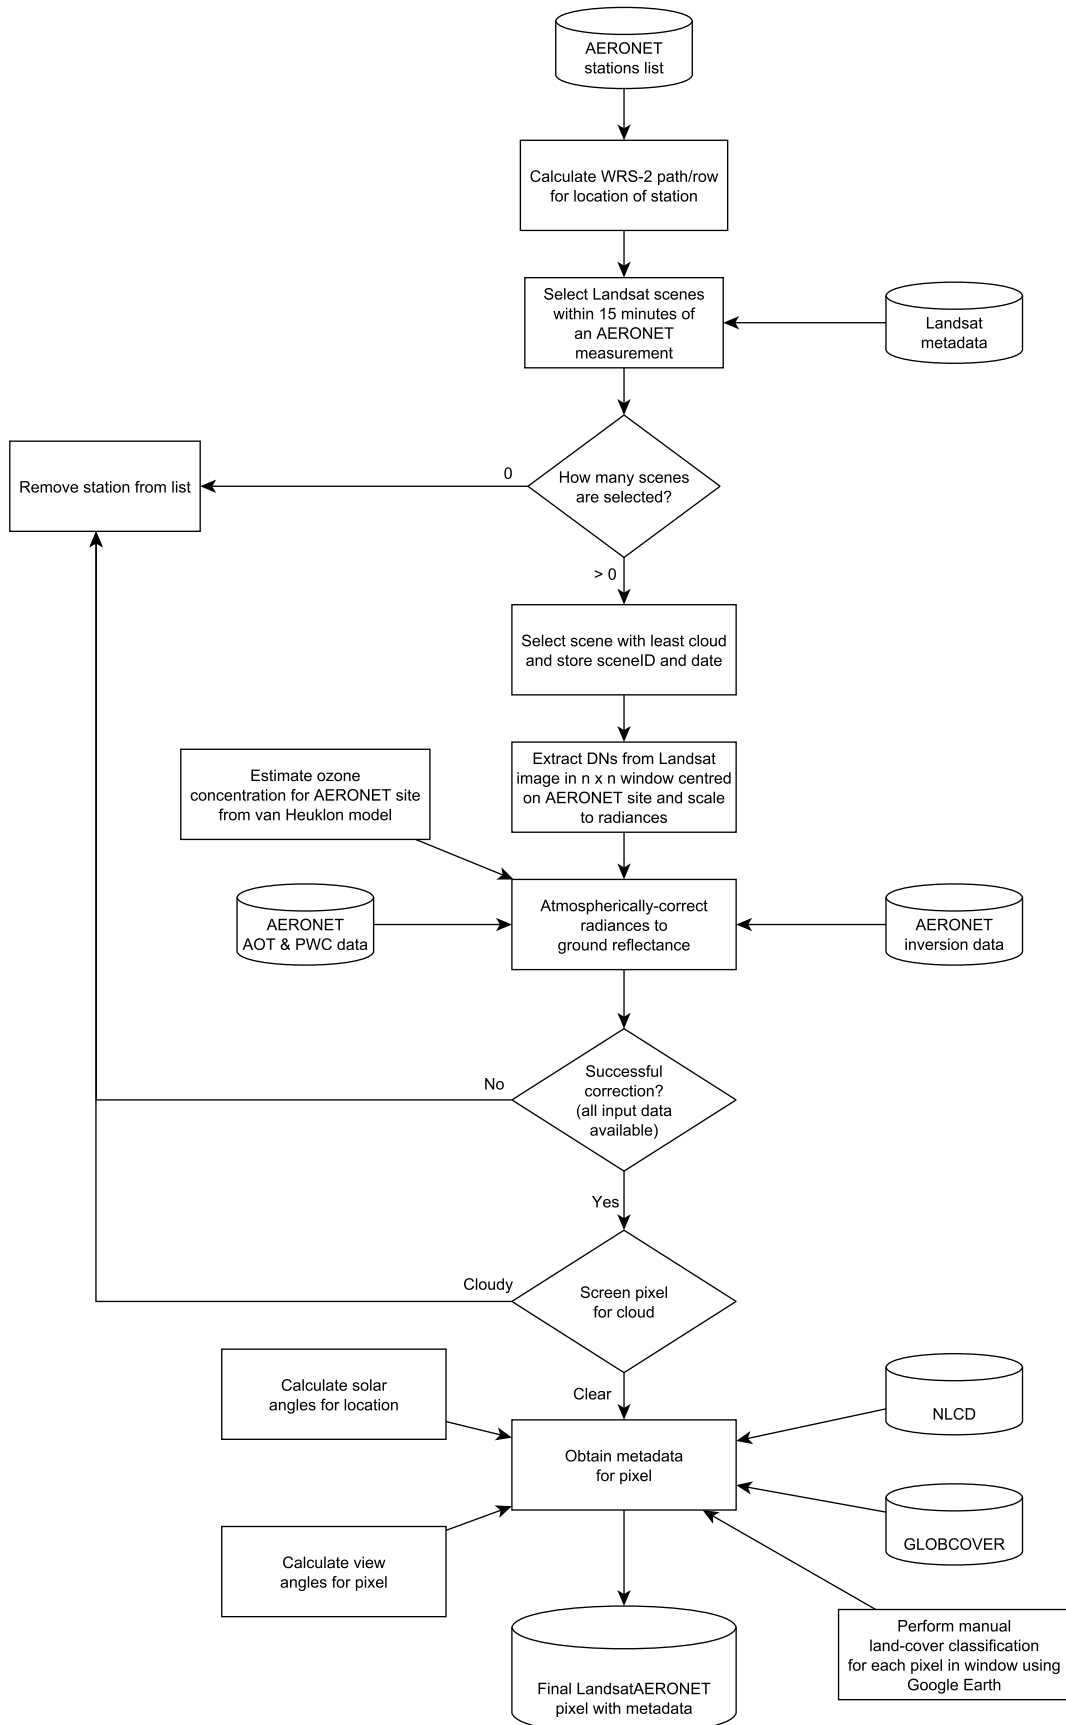 AERONET
stations list
Calculate WRS-2 path/row
for location of station
Select Landsat scenes
within 15 minutes of
an AERONET
measurement
Landsat
metadata
How many scenes
are selected?
0
Remove station from list
> 0
Select scene with least cloud
and store sceneID and date
Extract DNs from Landsat
image in n x n window centred
on AERONET site and scale
to radiances
Estimate ozone
concentration for AERONET site
from van Heuklon model
AERONET
AOT & PWC data
Atmospherically-correct
radiances to
ground reflectance
AERONET
inversion data
Successful
correction?
(all input data
available)
No
Yes
Screen pixel
for cloud
Cloudy
Clear
Calculate solar
angles for location
NLCD
Obtain metadata
for pixel
GLOBCOVER
Calculate view
angles for pixel
Perform manual
land-cover classification
for each pixel in window using
Google Earth
Final LandsatAERONET
pixel with metadata